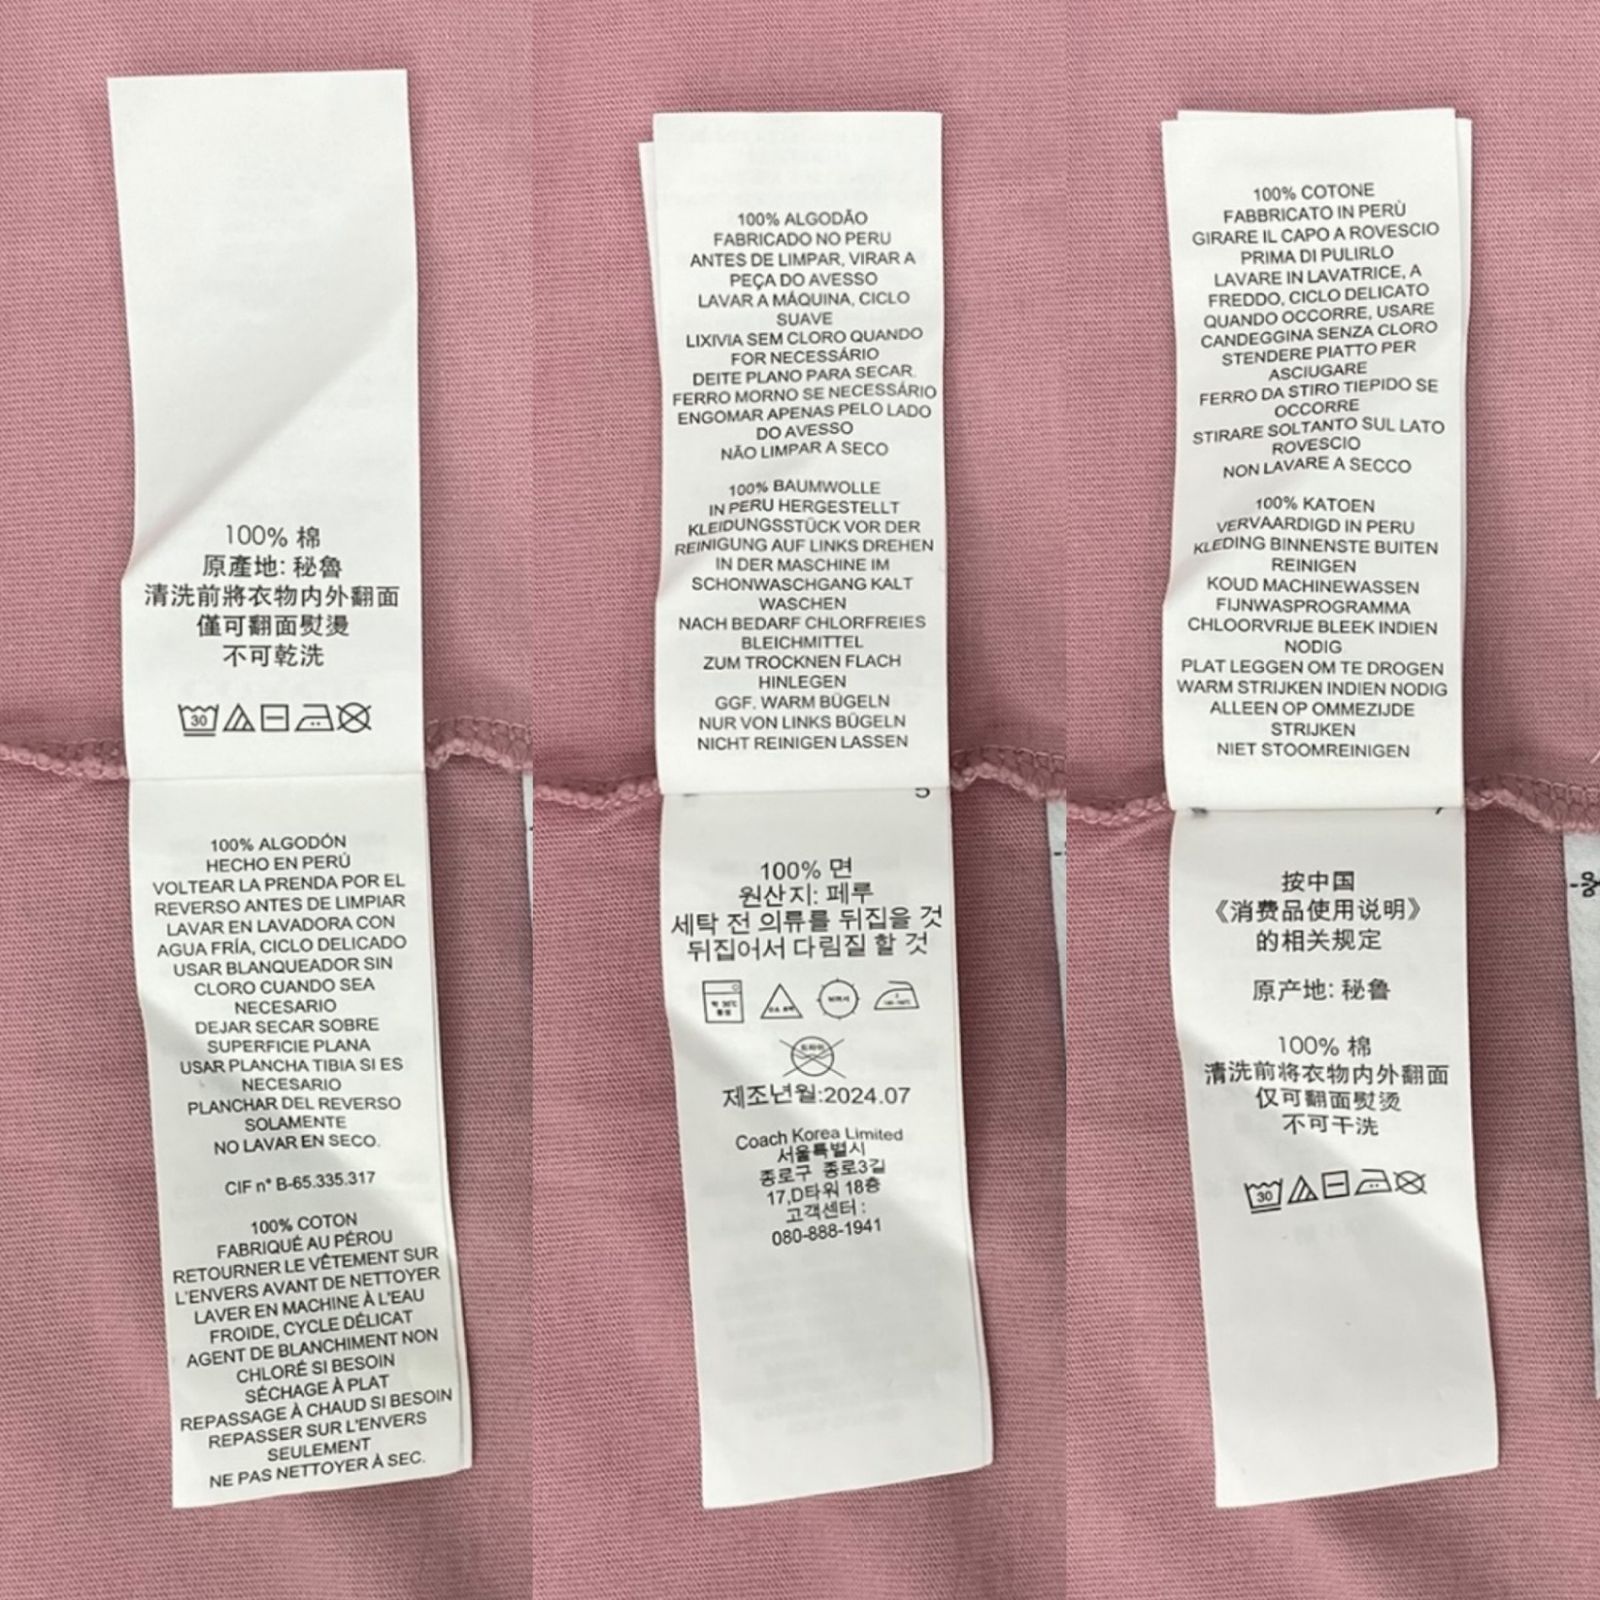 100% 棉
原產地: 秘魯
清洗前將衣物内外翻面
僅可翻面熨燙
不可乾洗
30
100% ALGODÓN
HECHO EN PERÚ
VOLTEAR LA PRENDA POR EL
REVERSO ANTES DE LIMPIAR
LAVAR EN LAVADORA CON
AGUA FRÍA, CICLO DELICADO
USAR BLANQUEADOR SIN
CLORO CUANDO SEA
NECESARIO
DEJAR SECAR SOBRE
SUPERFICIE PLANA
USAR PLANCHA TIBIA SI ES
NECESARIO
PLANCHAR DEL REVERSO
SOLAMENTE
NO LAVAR EN SECO.
CIF n° B-65.335.317
100% COTON
FABRIQUÉ AU PÉROU
RETOURNER LE VÊTEMENT SUR
L'ENVERS AVANT DE NETTOYER
LAVER EN MACHINE À L'EAU
FROIDE, CYCLE DÉLICAT
AGENT DE BLANCHIMENT NON
CHLORÉ SI BESOIN
SÉCHAGE À PLAT
REPASSAGE À CHAUD SI BESOIN
REPASSER SUR L'ENVERS
SEULEMENT
NE PAS NETTOYER À SEC.
100% ALGODÃO
FABRICADO NO PERU
ANTES DE LIMPAR, VIRAR A
PEÇA DO AVESSO
LAVAR A MÁQUINA, CICLO
SUAVE
LIXIVIA SEM CLORO QUANDO
FOR NECESSÁRIO
DEITE PLANO PARA SECAR.
FERRO MORNO SE NECESSÁRIO
ENGOMAR APENAS PELO LADO
DO AVESSO
NÃO LIMPAR A SECO
100% BAUMWOLLE
IN PERU HERGESTELLT
KLEIDUNGSSTÜCK VOR DER
REINIGUNG AUF LINKS DREHEN
IN DER MASCHINE IM
SCHONWASCHGANG KALT
WASCHEN
NACH BEDARF CHLORFREIES
BLEICHMITTEL
ZUM TROCKNEN FLACH
HINLEGEN
GGF. WARM BÜGELN
NUR VON LINKS BÜGELN
NICHT REINIGEN LASSEN
5
100% 면
원산지: 페루
세탁 전 의류를 뒤집을 것
뒤집어서 다림질 할 것
제조년월:2024.07
Coach Korea Limited
서울특별시
종로구 종로3길
17,D타워 18층
고객센터 :
080-888-1941
100% COTONE
FABBRICATO IN PERÙ
GIRARE IL CAPO A ROVESCIO
PRIMA DI PULIRLO
LAVARE IN LAVATRICE, A
FREDDO, CICLO DELICATO
QUANDO OCCORRE, USARE
CANDEGGINA SENZA CLORO
STENDERE PIATTO PER
ASCIUGARE
FERRO DA STIRO TIEPIDO SE
OCCORRE
STIRARE SOLTANTO SUL LATO
ROVESCIO
NON LAVARE A SECCO
100% KATOEN
VERVAARDIGD IN PERU
KLEDING BINNENSTE BUITEN
REINIGEN
KOUD MACHINEWASSEN
FIJNWASPROGRAMMA
CHLOORVRIJE BLEEK INDIEN
NODIG
PLAT LEGGEN OM TE DROGEN
WARM STRIJKEN INDIEN NODIG
ALLEEN OP OMMEZIJDE
STRIJKEN
NIET STOOMREINIGEN
按中国
《消费品使用说明》
的相关规定
原产地: 秘鲁
100% 棉
清洗前将衣物内外翻面
仅可翻面熨烫
不可干洗
30